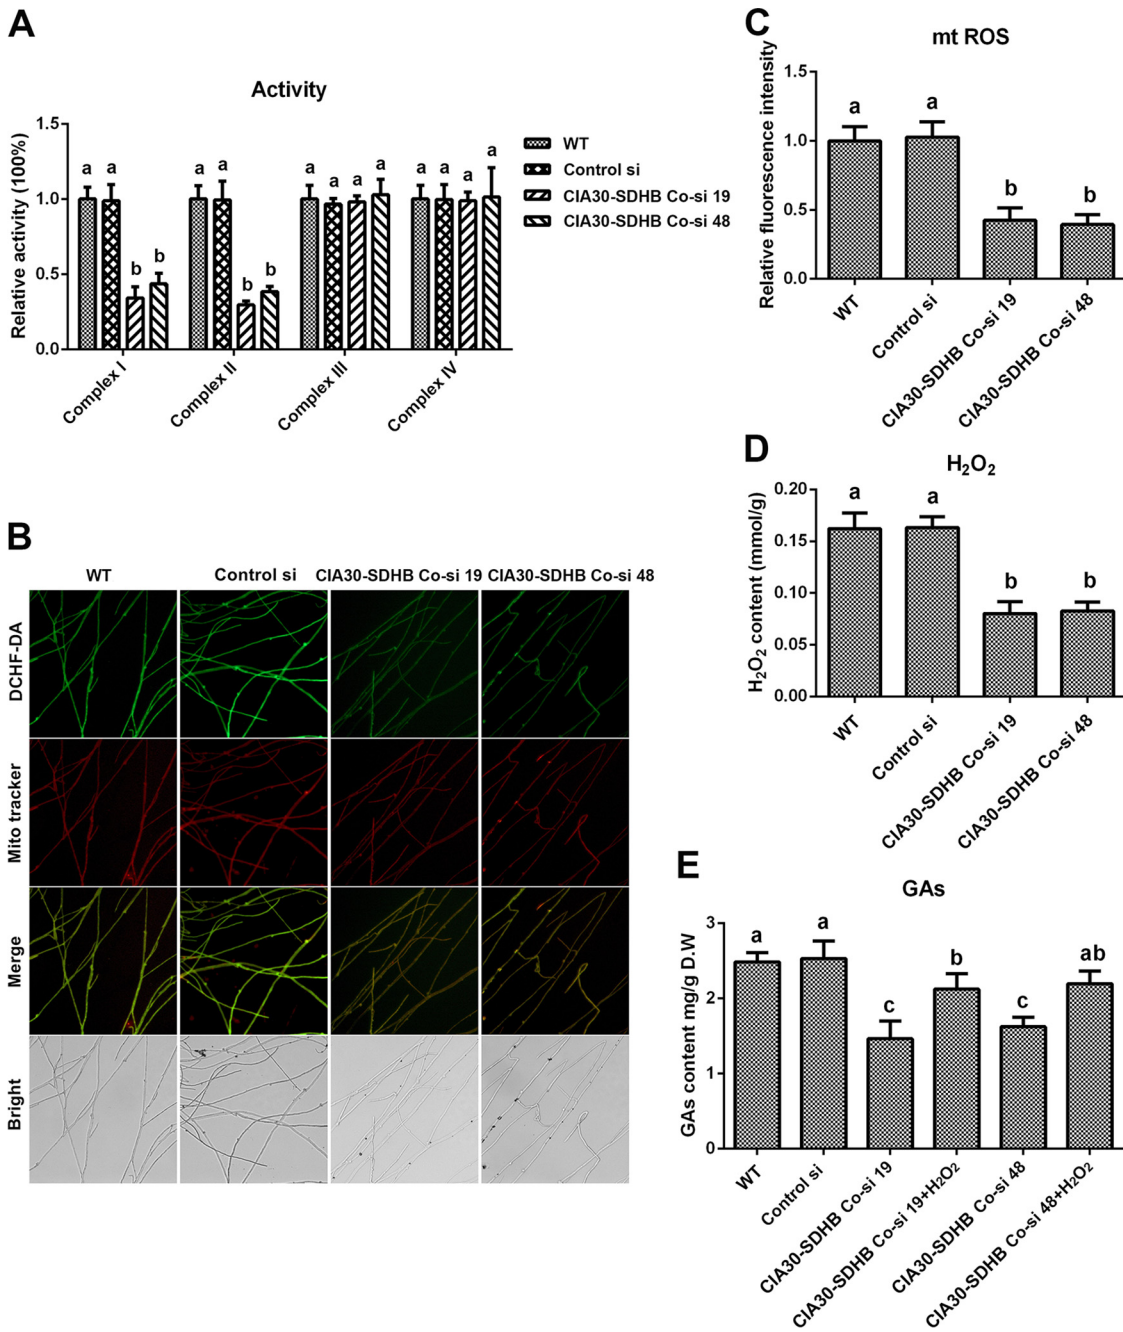 A
Activity
Relative activity (100%)
1.5
1.0
0.5
0.0
a a b b a a b b a a a a a a a a
Complex I
Complex II
Complex III
Complex IV
WT
Control si
CIA30-SDHB Co-si 19
CIA30-SDHB Co-si 48
B
WT Control si CIA30-SDHB Co-si 19 CIA30-SDHB Co-si 48
DCHF-DA
Mito tracker
Merge
Bright
C
mt ROS
Relative fluorescence intensity
1.5
1.0
0.5
0.0
a a b b
WT
Control si
CIA30-SDHB Co-si 19
CIA30-SDHB Co-si 48
D
H₂O₂
H₂O₂ content (mmol/g)
0.20
0.15
0.10
0.05
0.00
a a b b
WT
Control si
CIA30-SDHB Co-si 19
CIA30-SDHB Co-si 48
E
GAs
GAs content mg/g D.W
3
2
1
0
a a c b c ab
WT
Control si
CIA30-SDHB Co-si 19
CIA30-SDHB Co-si 19+H₂O₂
CIA30-SDHB Co-si 48
CIA30-SDHB Co-si 48+H₂O₂